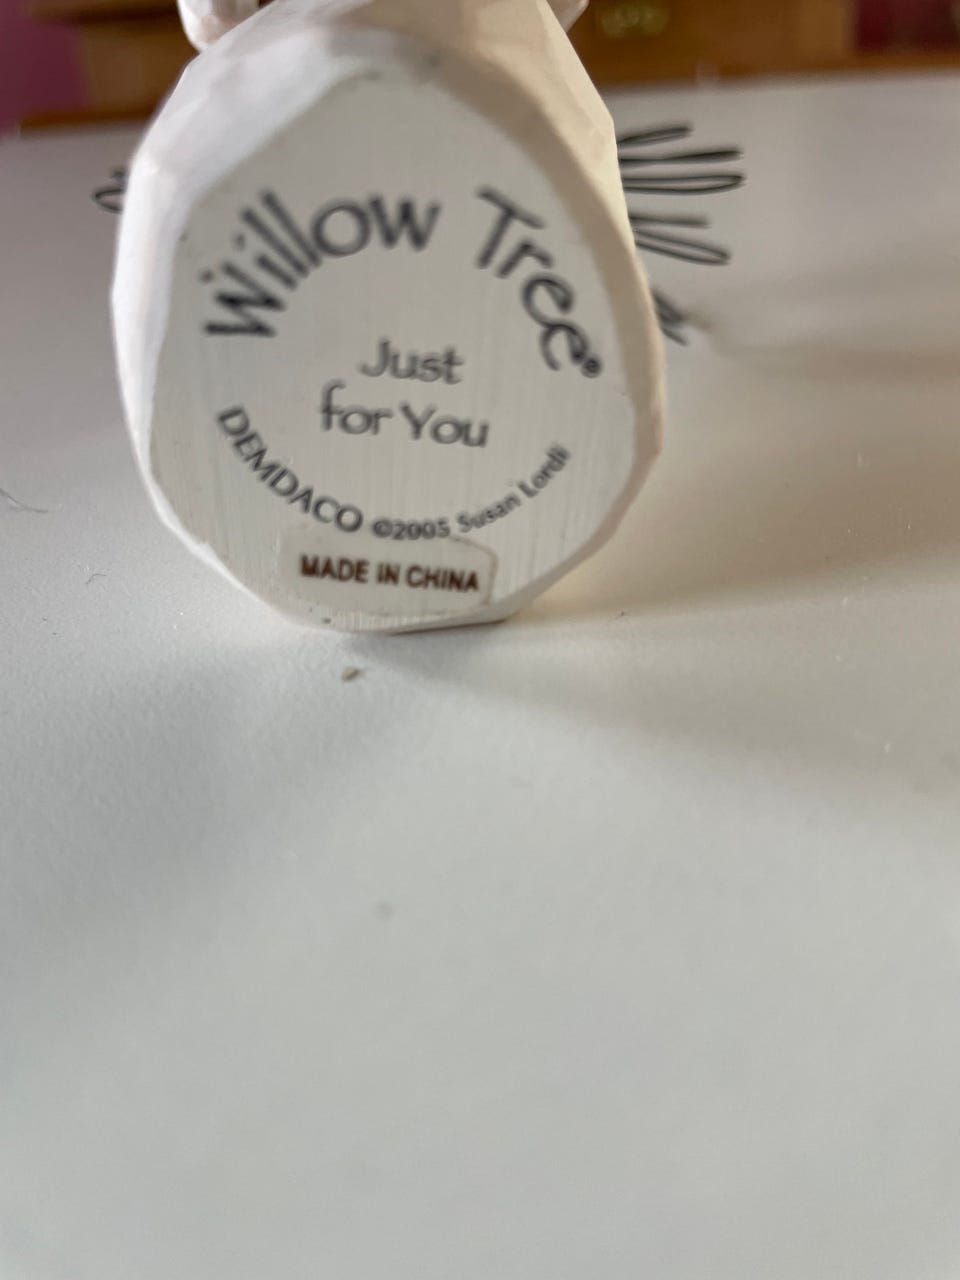 Willow Tree®
Just
for You
DEMDACO ©2005 Susan Lordi
MADE IN CHINA